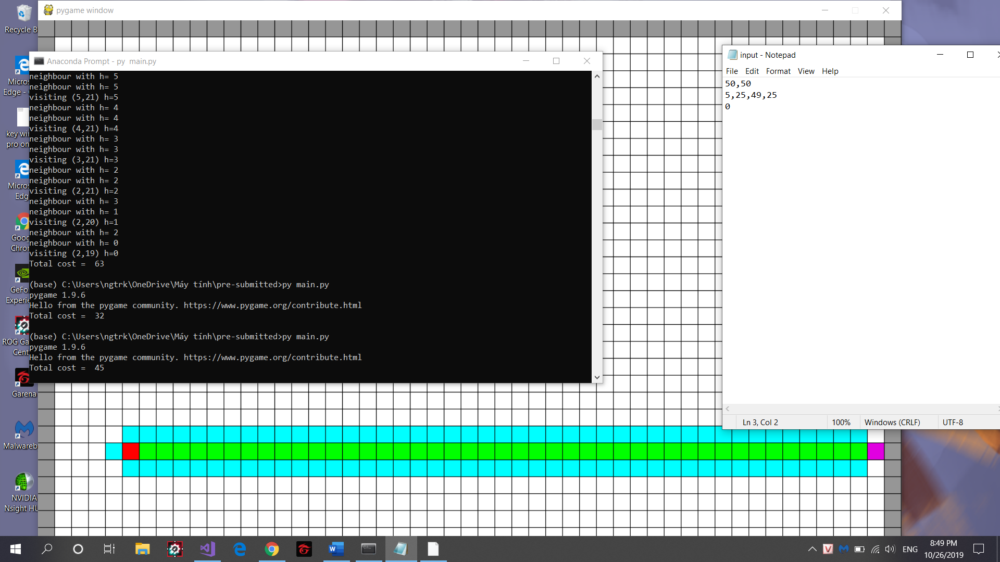 pygame window
Recycle B
Micros
Edge -
key wi
pro on
Micros
Edg
Goog
Chror
GeFo
Experie
ROG Ga
Cent
Garena
Malwareb
NVIDIA
Nsight HU
Anaconda Prompt - py  main.py
neighbour with h= 5
neighbour with h= 5
visiting (5,21) h=5
neighbour with h= 4
neighbour with h= 4
visiting (4,21) h=4
neighbour with h= 3
neighbour with h= 3
visiting (3,21) h=3
neighbour with h= 2
neighbour with h= 2
visiting (2,21) h=2
neighbour with h= 3
neighbour with h= 1
visiting (2,20) h=1
neighbour with h= 2
neighbour with h= 0
visiting (2,19) h=0
Total cost =  63
(base) C:\Users\ngtrk\OneDrive\Máy tính\pre-submitted>py main.py
pygame 1.9.6
Hello from the pygame community. https://www.pygame.org/contribute.html
Total cost =  32
(base) C:\Users\ngtrk\OneDrive\Máy tính\pre-submitted>py main.py
pygame 1.9.6
Hello from the pygame community. https://www.pygame.org/contribute.html
Total cost =  45
input - Notepad
File Edit Format View Help
50,50
5,25,49,25
0
Ln 3, Col 2 100% Windows (CRLF) UTF-8
ENG
8:49 PM
10/26/2019